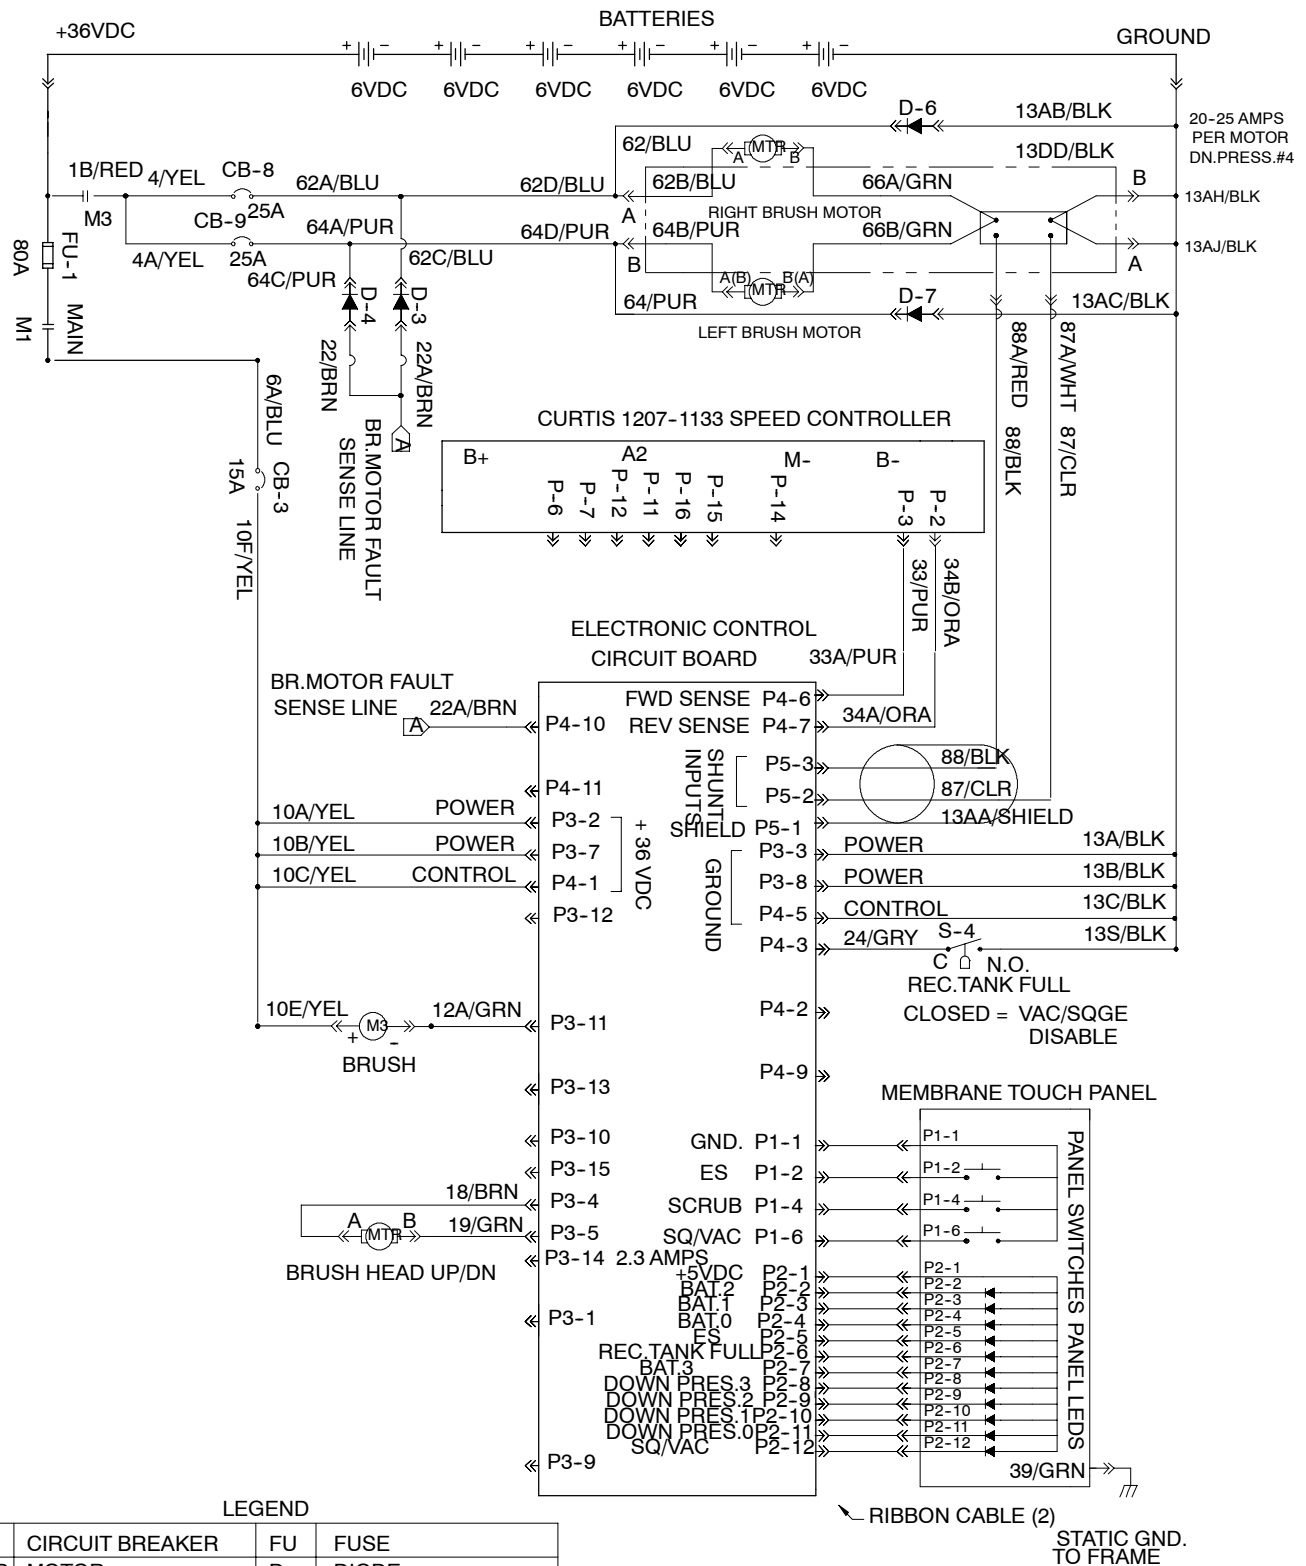 BATTERIES
+36VDC
GROUND
+ - + - + - + - + - + -
6VDC 6VDC 6VDC 6VDC 6VDC 6VDC
D-6
13AB/BLK
20-25 AMPS
PER MOTOR
DN.PRESS.#4
62/BLU
MTR
A B
13DD/BLK
1B/RED
4/YEL
CB-8
62A/BLU
62D/BLU
62B/BLU
66A/GRN
B
13AH/BLK
M3
25A
A
RIGHT BRUSH MOTOR
CB-9
64A/PUR
64D/PUR
64B/PUR
66B/GRN
13AJ/BLK
4A/YEL
25A
62C/BLU
B
A
FU-1
80A
MAIN
M1
64C/PUR
D-4
D-3
A(B) MTR B(A)
64/PUR
D-7
13AC/BLK
LEFT BRUSH MOTOR
22/BRN
22A/BRN
88A/RED
87A/WHT
88/BLK
87/CLR
6A/BLU
A
BR.MOTOR FAULT
SENSE LINE
CB-3
15A
10F/YEL
CURTIS 1207-1133 SPEED CONTROLLER
B+
A2
M-
B-
P-6
P-7
P-12
P-11
P-16
P-15
P-14
P-3
P-2
33/PUR
34B/ORA
ELECTRONIC CONTROL
CIRCUIT BOARD
33A/PUR
BR.MOTOR FAULT
SENSE LINE
A
22A/BRN
P4-10
FWD SENSE P4-6
REV SENSE P4-7
34A/ORA
SHUNT
INPUTS
P5-3
88/BLK
P5-2
87/CLR
P4-11
SHIELD P5-1
13AA/SHIELD
10A/YEL
POWER
P3-2
+36 VDC
P3-3
POWER
13A/BLK
10B/YEL
POWER
P3-7
GROUND
P3-8
POWER
13B/BLK
10C/YEL
CONTROL
P4-1
P4-5
CONTROL
13C/BLK
P3-12
P4-3
24/GRY
S-4
13S/BLK
C
N.O.
REC.TANK FULL
CLOSED = VAC/SQGE
DISABLE
P4-2
10E/YEL
M3
+ -
12A/GRN
P3-11
BRUSH
P4-9
P3-13
MEMBRANE TOUCH PANEL
P3-10
GND. P1-1
P1-1
P3-15
ES P1-2
P1-2
18/BRN
P3-4
SCRUB P1-4
P1-4
A MTR B
19/GRN
P3-5
SQ/VAC P1-6
P1-6
PANEL SWITCHES
PANEL LEDS
P3-14 2.3 AMPS
BRUSH HEAD UP/DN
+5VDC P2-1
P2-1
BAT.2 P2-2
P2-2
BAT.1 P2-3
P2-3
BAT.0 P2-4
P2-4
P3-1
ES P2-5
P2-5
REC.TANK FULL P2-6
P2-6
BAT.3 P2-7
P2-7
DOWN PRES.3 P2-8
P2-8
DOWN PRES.2 P2-9
P2-9
DOWN PRES.1 P2-10
P2-10
DOWN PRES.0 P2-11
P2-11
SQ/VAC P2-12
P2-12
P3-9
39/GRN
RIBBON CABLE (2)
STATIC GND.
TO FRAME
LEGEND
CIRCUIT BREAKER FU FUSE